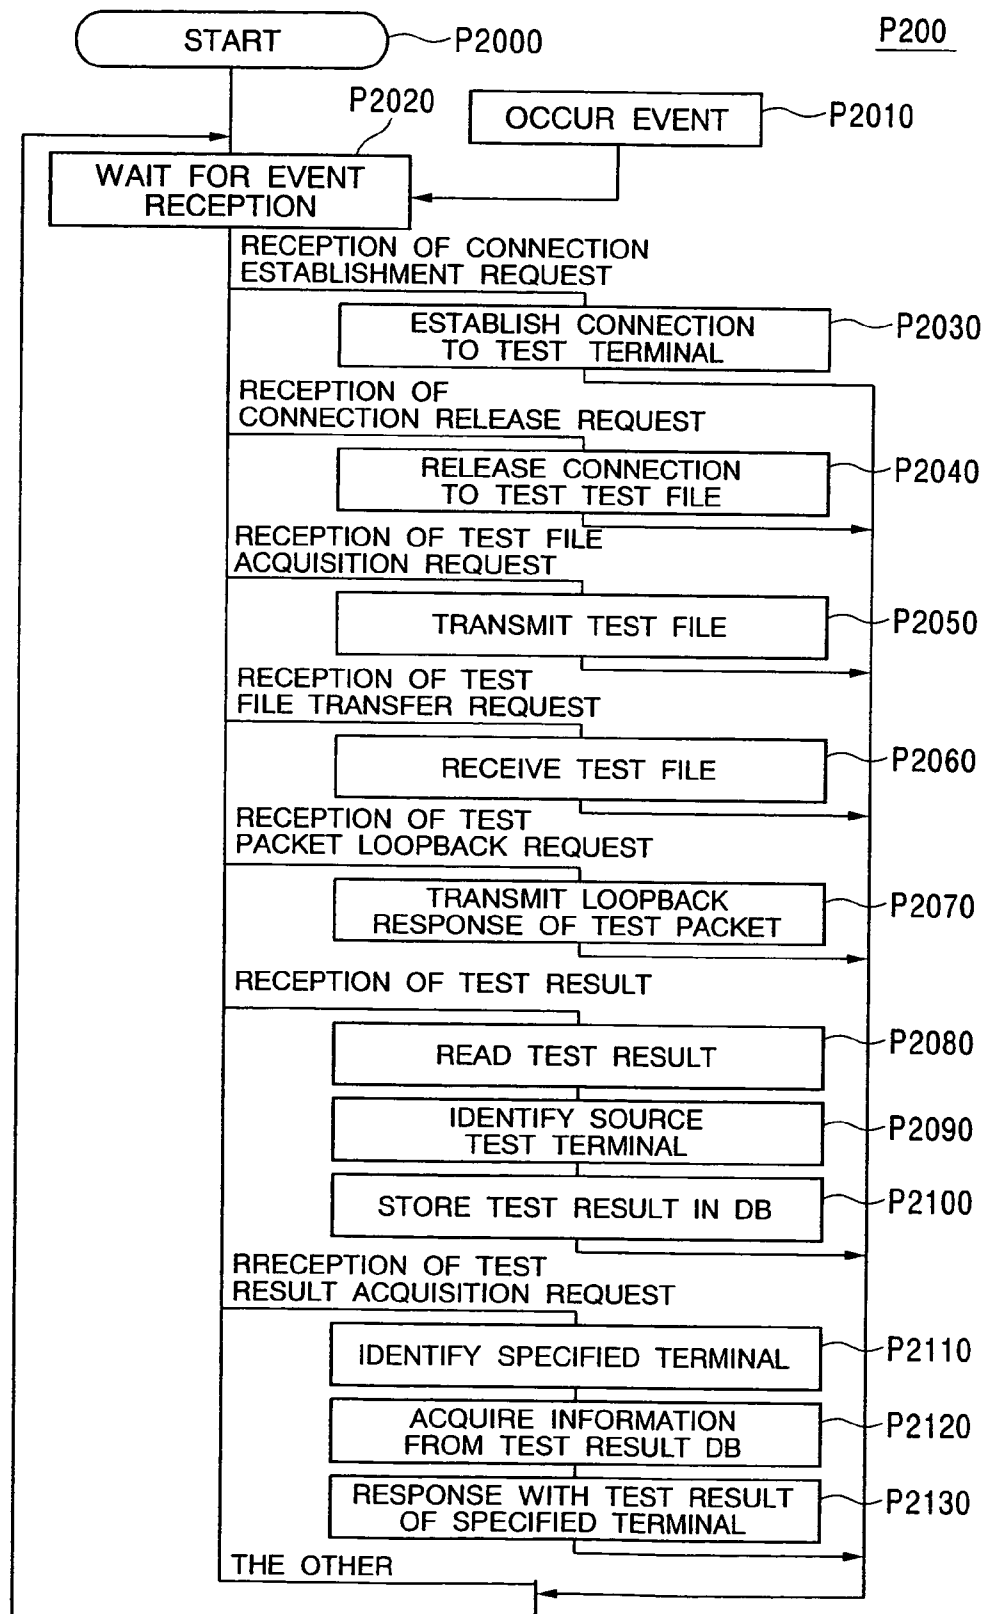 START
P2000
P200
P2020
OCCUR EVENT
P2010
WAIT FOR EVENT
RECEPTION
RECEPTION OF CONNECTION
ESTABLISHMENT REQUEST
ESTABLISH CONNECTION
TO TEST TERMINAL
P2030
RECEPTION OF
CONNECTION RELEASE REQUEST
RELEASE CONNECTION
TO TEST TEST FILE
P2040
RECEPTION OF TEST FILE
ACQUISITION REQUEST
TRANSMIT TEST FILE
P2050
RECEPTION OF TEST
FILE TRANSFER REQUEST
RECEIVE TEST FILE
P2060
RECEPTION OF TEST
PACKET LOOPBACK REQUEST
TRANSMIT LOOPBACK
RESPONSE OF TEST PACKET
P2070
RECEPTION OF TEST RESULT
READ TEST RESULT
P2080
IDENTIFY SOURCE
TEST TERMINAL
P2090
STORE TEST RESULT IN DB
P2100
RRECEPTION OF TEST
RESULT ACQUISITION REQUEST
IDENTIFY SPECIFIED TERMINAL
P2110
ACQUIRE INFORMATION
FROM TEST RESULT DB
P2120
RESPONSE WITH TEST RESULT
OF SPECIFIED TERMINAL
P2130
THE OTHER